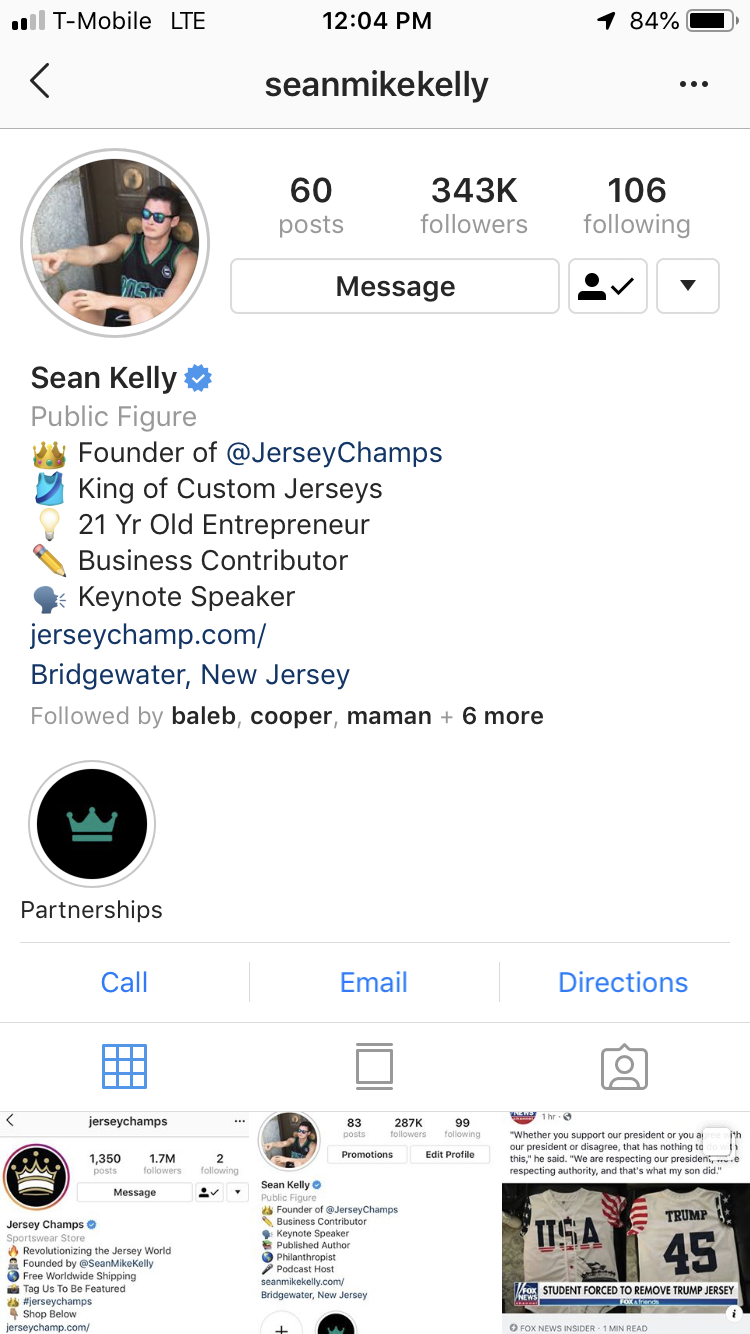 T-Mobile LTE 12:04 PM 84%
seanmikekelly
60 343K 106
posts followers following
Message
Sean Kelly
Public Figure
👑 Founder of @JerseyChamps
🎽 King of Custom Jerseys
💡 21 Yr Old Entrepreneur
✏️ Business Contributor
🗣 Keynote Speaker
jerseychamp.com/
Bridgewater, New Jersey
Followed by baleb, cooper, maman + 6 more
Partnerships
Call Email Directions
jerseychamps
1,350 1.7M 2
posts followers following
Message
Jersey Champs
Sportswear Store
🔥 Revolutionizing the Jersey World
Founded by @SeanMikeKelly
🌎 Free Worldwide Shipping
📸 Tag Us To Be Featured
👑 #jerseychamps
👇 Shop Below
jerseychamp.com/
83 287K 99
posts followers following
Promotions Edit Profile
Sean Kelly
Public Figure
👑 Founder of @JerseyChamps
✏️ Business Contributor
🗣 Keynote Speaker
📚 Published Author
🌎 Philanthropist
🎤 Podcast Host
seanmikekelly.com/
Bridgewater, New Jersey
1 hr
"Whether you support our president or you agree with
our president or disagree, that has nothing to do
this," he said. "We are respecting our president, we're
respecting authority, and that's what my son did."
USA
TRUMP
45
FOX NEWS
STUDENT FORCED TO REMOVE TRUMP JERSEY
FOX & friends
FOX NEWS INSIDER · 1 MIN READ